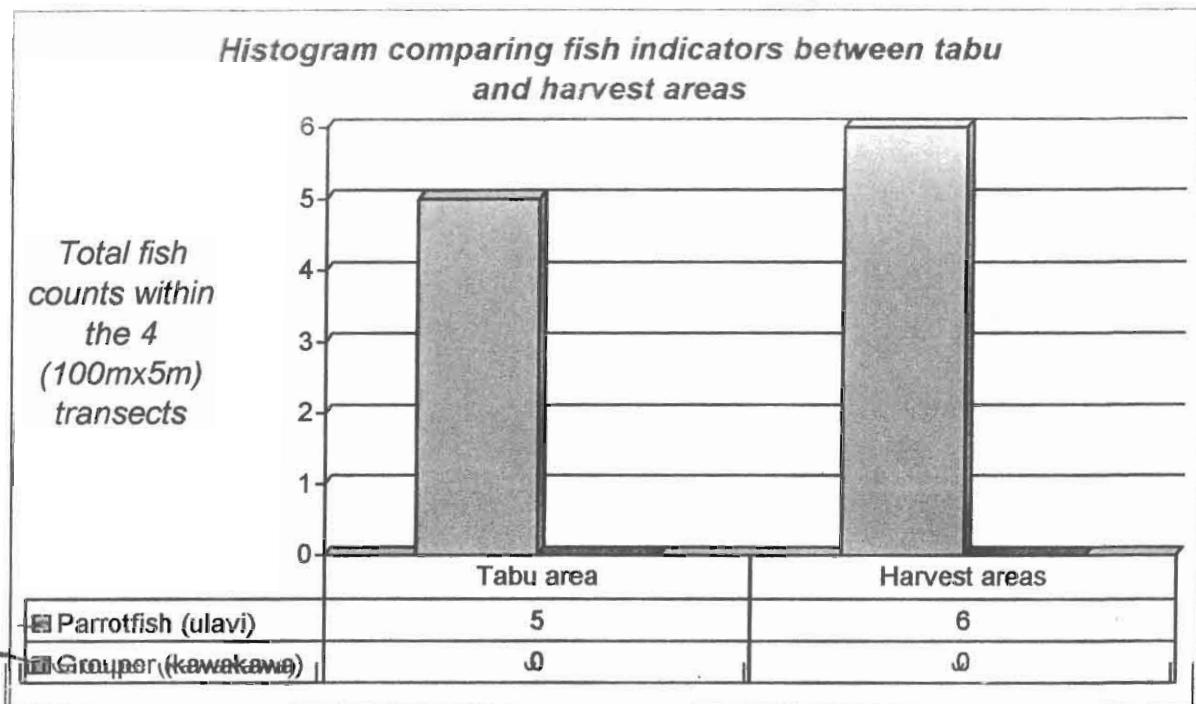 Histogram comparing fish indicators between tabu
and harvest areas
Total fish
counts within
the 4
(100mx5m)
transects
6
5
4
3
2
1
0
Tabu area Harvest areas
Parrotfish (ulavi) 5 6
Grouper (kawakawa) 0 0